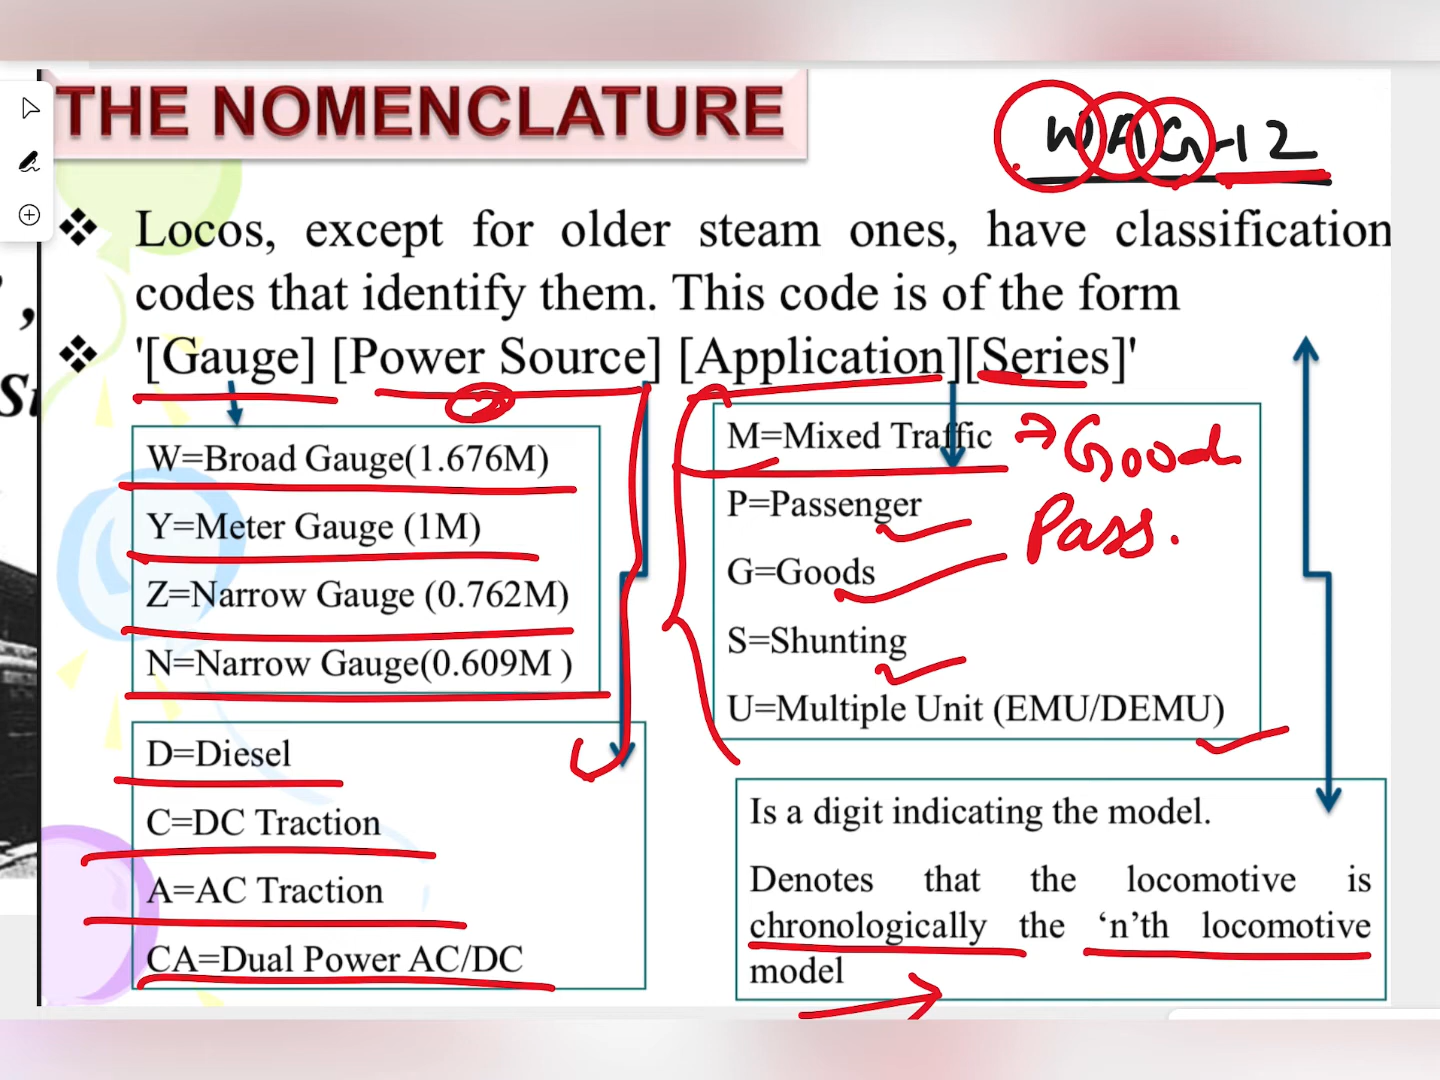 THE NOMENCLATURE
WAG-12
❖ Locos, except for older steam ones, have classification
codes that identify them. This code is of the form
❖ '[Gauge] [Power Source] [Application][Series]'
W=Broad Gauge(1.676M)
Y=Meter Gauge (1M)
Z=Narrow Gauge (0.762M)
N=Narrow Gauge(0.609M )
D=Diesel
C=DC Traction
A=AC Traction
CA=Dual Power AC/DC
M=Mixed Traffic → Good
P=Passenger Pass.
G=Goods
S=Shunting
U=Multiple Unit (EMU/DEMU)
Is a digit indicating the model.
Denotes that the locomotive is
chronologically the ‘n’th locomotive
model